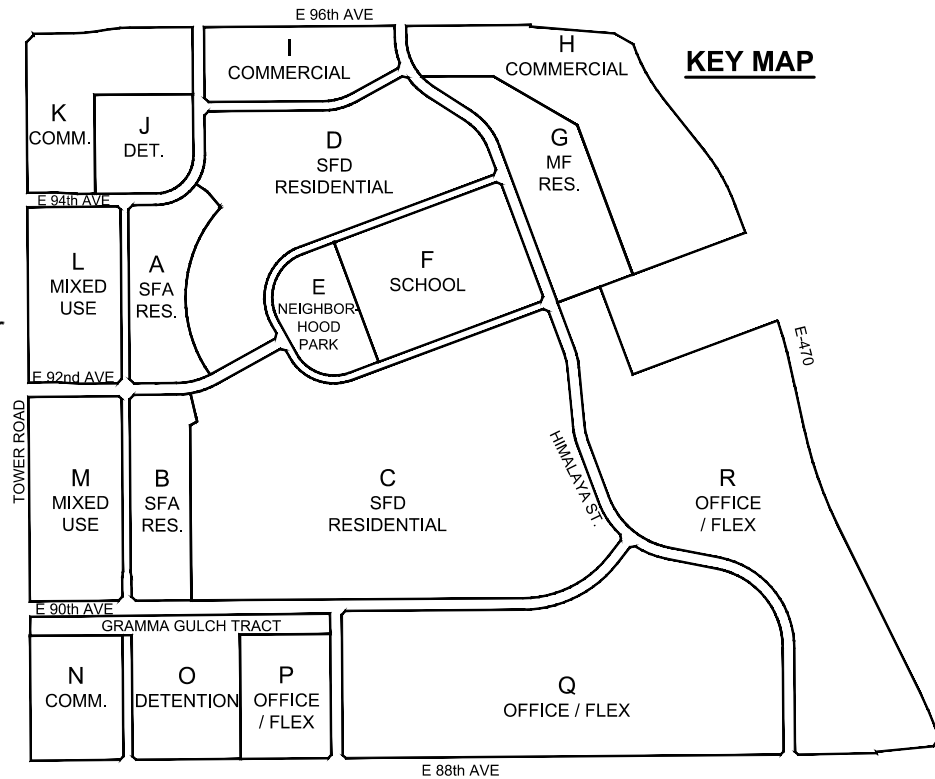 E 96th AVE
KEY MAP
I
COMMERCIAL
H
COMMERCIAL
K
COMM.
J
DET.
D
SFD
RESIDENTIAL
G
MF
RES.
E 94th AVE
L
MIXED
USE
A
SFA
RES.
F
SCHOOL
E
NEIGHBOR-
HOOD
PARK
E-470
E 92nd AVE
TOWER ROAD
M
MIXED
USE
B
SFA
RES.
C
SFD
RESIDENTIAL
HIMALAYA ST.
R
OFFICE
/ FLEX
E 90th AVE
GRAMMA GULCH TRACT
N
COMM.
O
DETENTION
P
OFFICE
/ FLEX
Q
OFFICE / FLEX
E 88th AVE